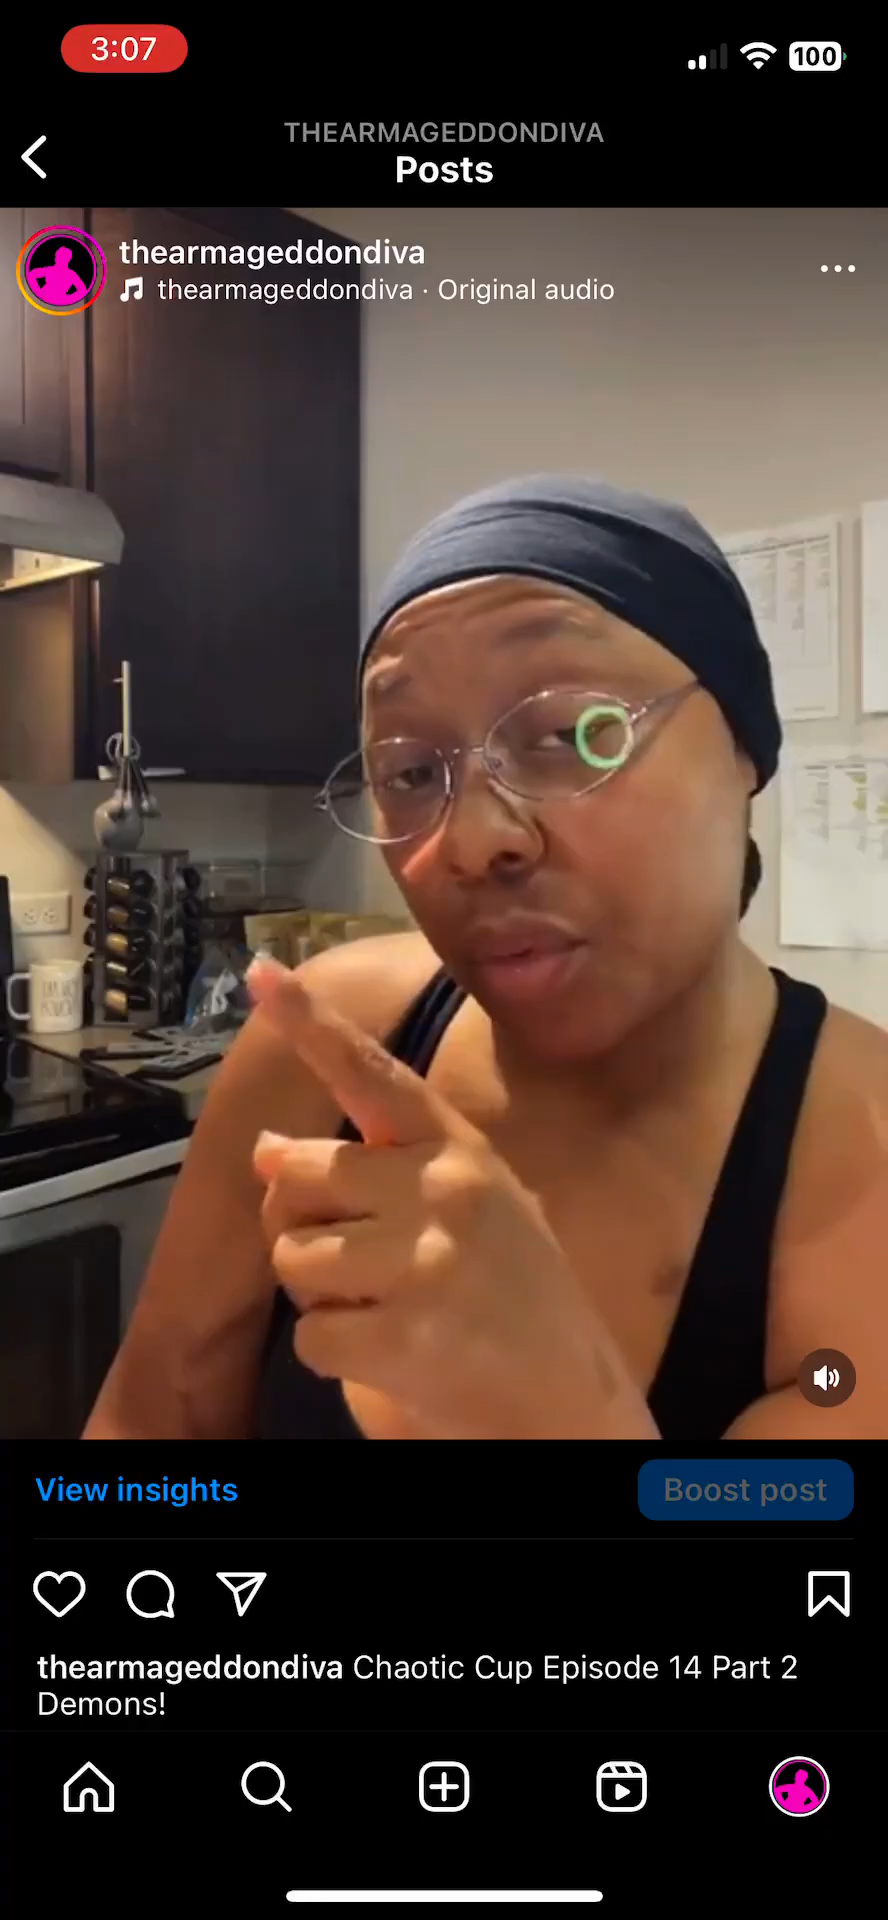 3:07
100
THEARMAGEDDONDIVA
Posts
thearmageddondiva
thearmageddondiva · Original audio
View insights
Boost post
thearmageddondiva Chaotic Cup Episode 14 Part 2
Demons!